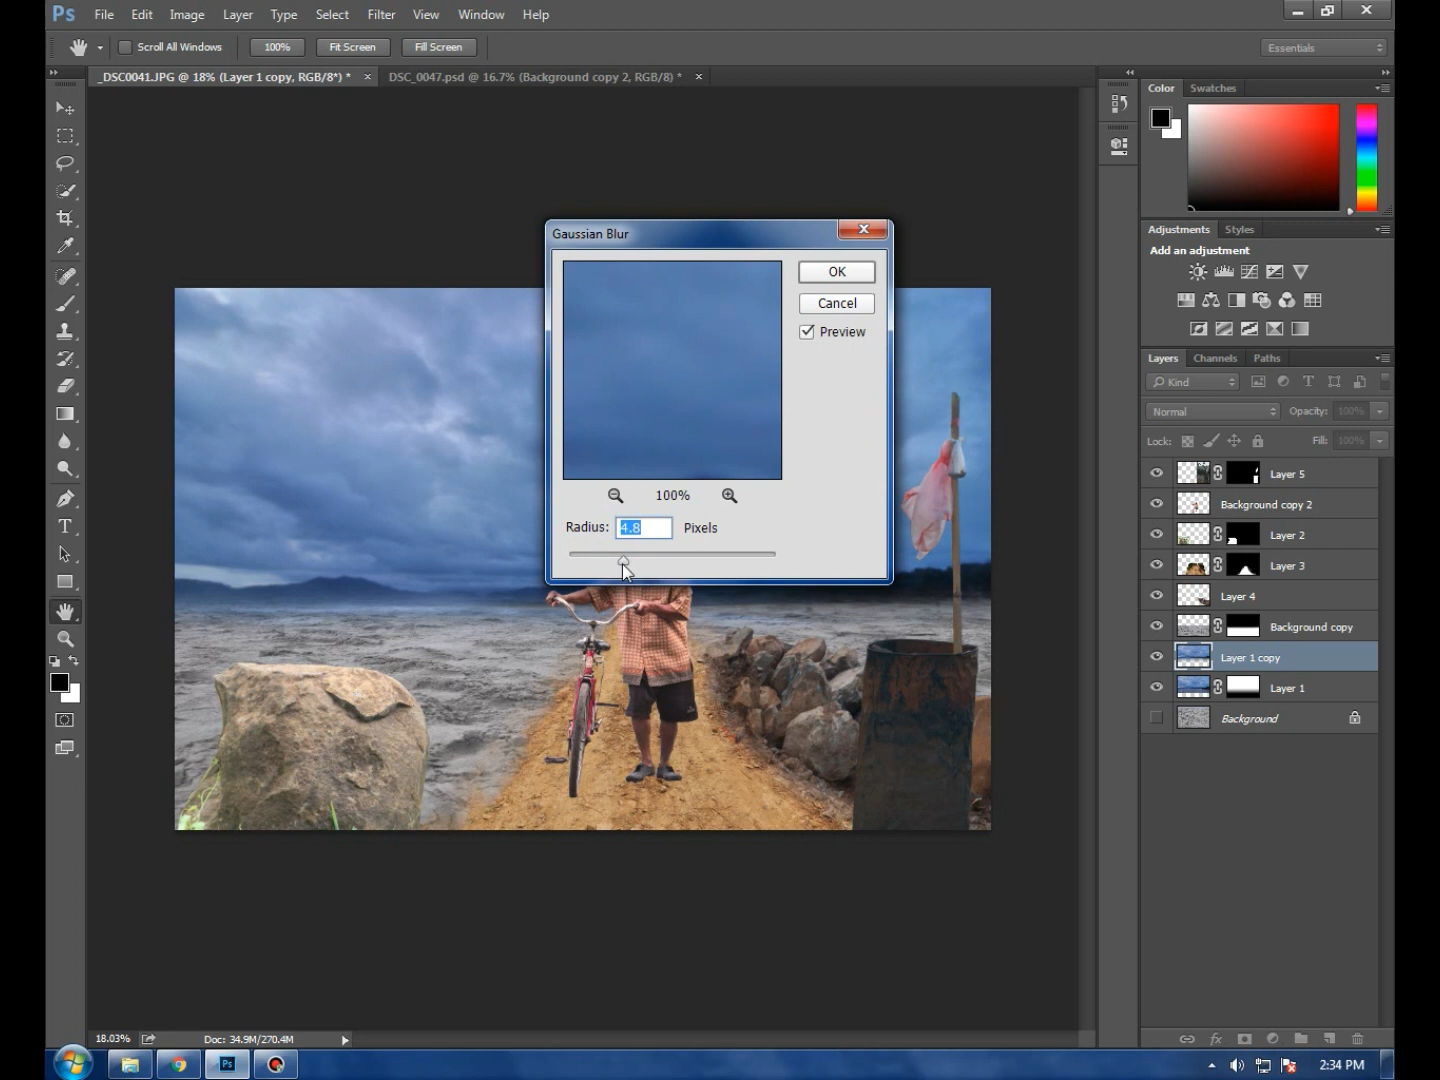 Ps File Edit Image Layer Type Select Filter View Window Help
Scroll All Windows 100% Fit Screen Fill Screen Essentials
_DSC0041.JPG @ 18% (Layer 1 copy, RGB/8*) * × DSC_0047.psd @ 16.7% (Background copy 2, RGB/8) * ×
Color Swatches
Adjustments Styles
Add an adjustment
Layers Channels Paths
Kind
Normal Opacity: 100%
Lock: Fill: 100%
Layer 5
Background copy 2
Layer 2
Layer 3
Layer 4
Background copy
Layer 1 copy
Layer 1
Background
Gaussian Blur
OK
Cancel
Preview
100%
Radius: 4.8 Pixels
T
18.03% Doc: 34.9M/270.4M
fx
Ps 2:34 PM